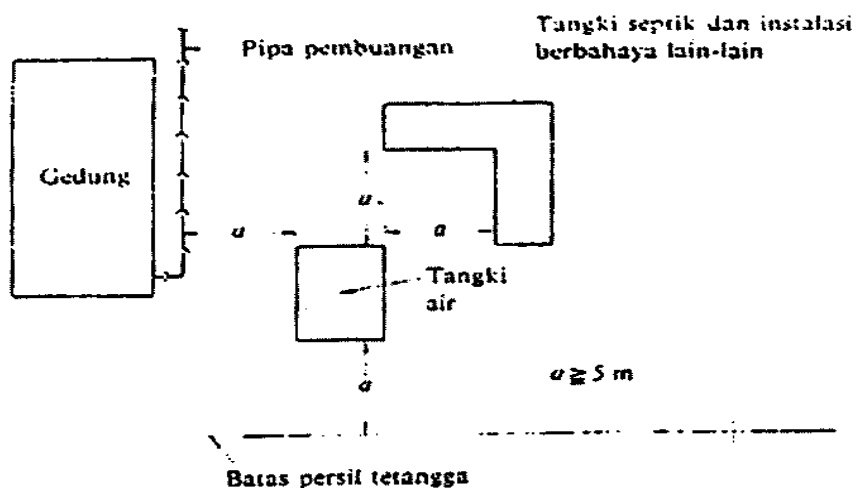 Pipa pembuangan
Tangki septik dan instalasi
berbahaya lain-lain
Gedung
a
a
a
Tangki
air
a
a ≧ 5 m
Batas persil tetangga